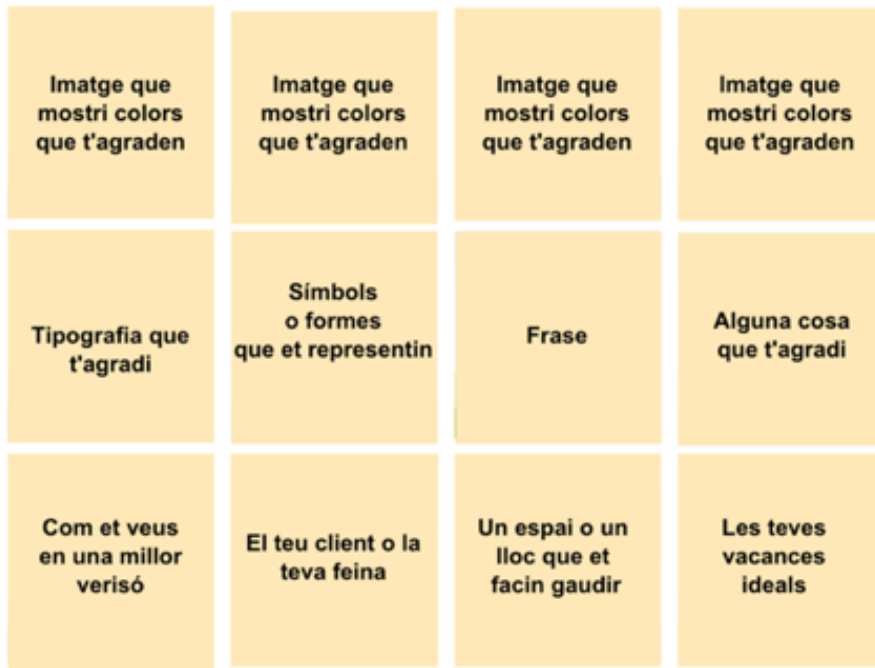 Imatge que
mostri colors
que t'agraden
Imatge que
mostri colors
que t'agraden
Imatge que
mostri colors
que t'agraden
Imatge que
mostri colors
que t'agraden
Tipografia que
t'agradi
Símbols
o formes
que et representin
Frase
Alguna cosa
que t'agradi
Com et veus
en una millor
verisó
El teu client o la
teva feina
Un espai o un
lloc que et
facin gaudir
Les teves
vacances
ideals